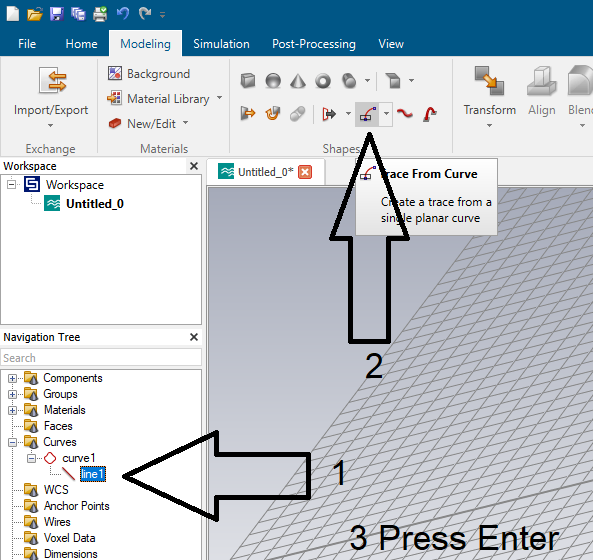 File Home Modeling Simulation Post-Processing View
Import/Export
Exchange
Background
Material Library
New/Edit
Materials
Shapes
Transform Align
Workspace
Workspace
Untitled_0
Untitled_0*
Trace From Curve
Create a trace from a
single planar curve
2
Navigation Tree
Search
Components
Groups
Materials
Faces
Curves
curve1
line1
WCS
Anchor Points
Wires
Voxel Data
Dimensions
1
3 Press Enter